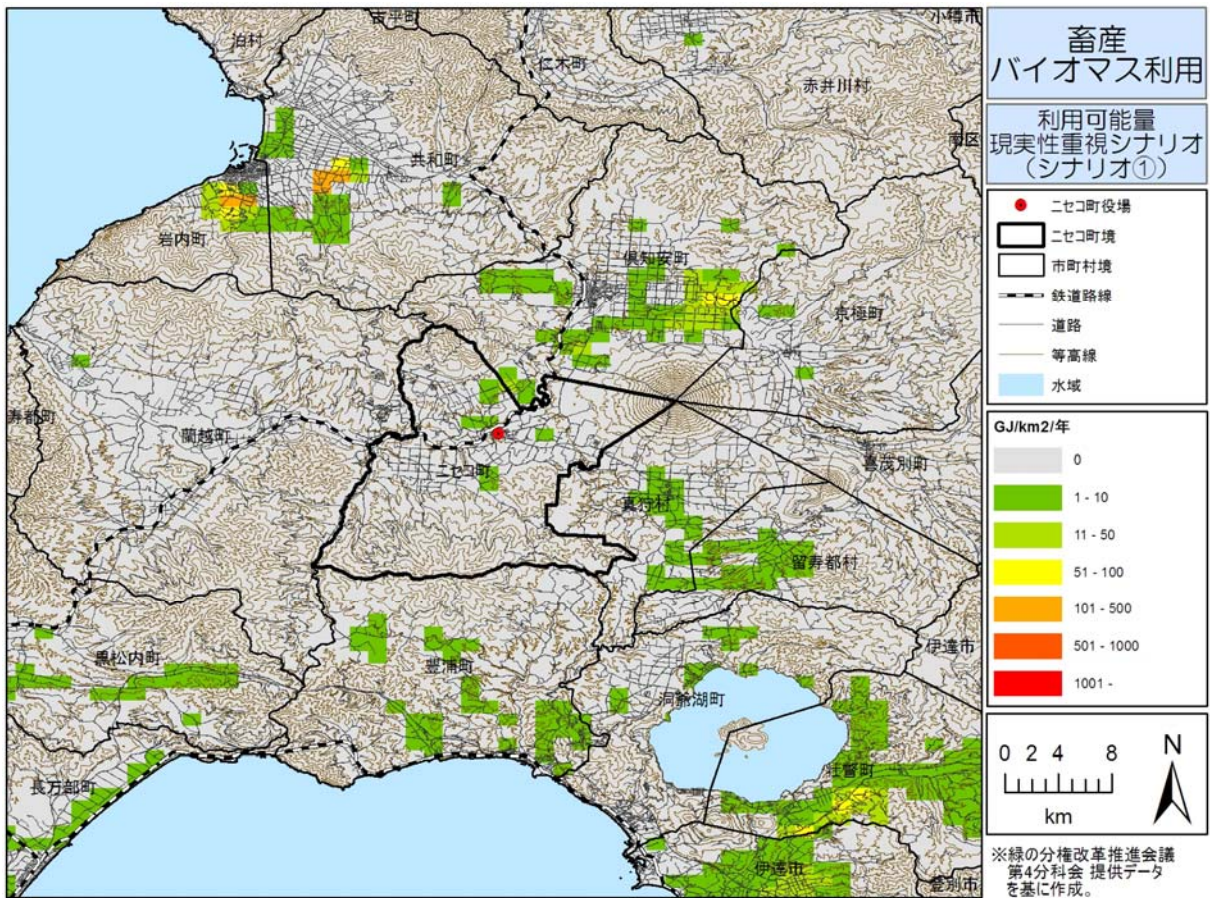 古平町
小樽市
泊村
仁木町
赤井川村
南区
共和町
岩内町
倶知安町
京極町
寿都町
蘭越町
ニセコ町
喜茂別町
真狩村
留寿都村
黒松内町
豊浦町
伊達市
洞爺湖町
長万部町
壮瞥町
伊達市
登別市
畜産
バイオマス利用
利用可能量
現実性重視シナリオ
(シナリオ①)
ニセコ町役場
ニセコ町境
市町村境
鉄道路線
道路
等高線
水域
GJ/km2/年
0
1 - 10
11 - 50
51 - 100
101 - 500
501 - 1000
1001 -
0 2 4 8
km
N
※緑の分権改革推進会議
第4分科会 提供データ
を基に作成。